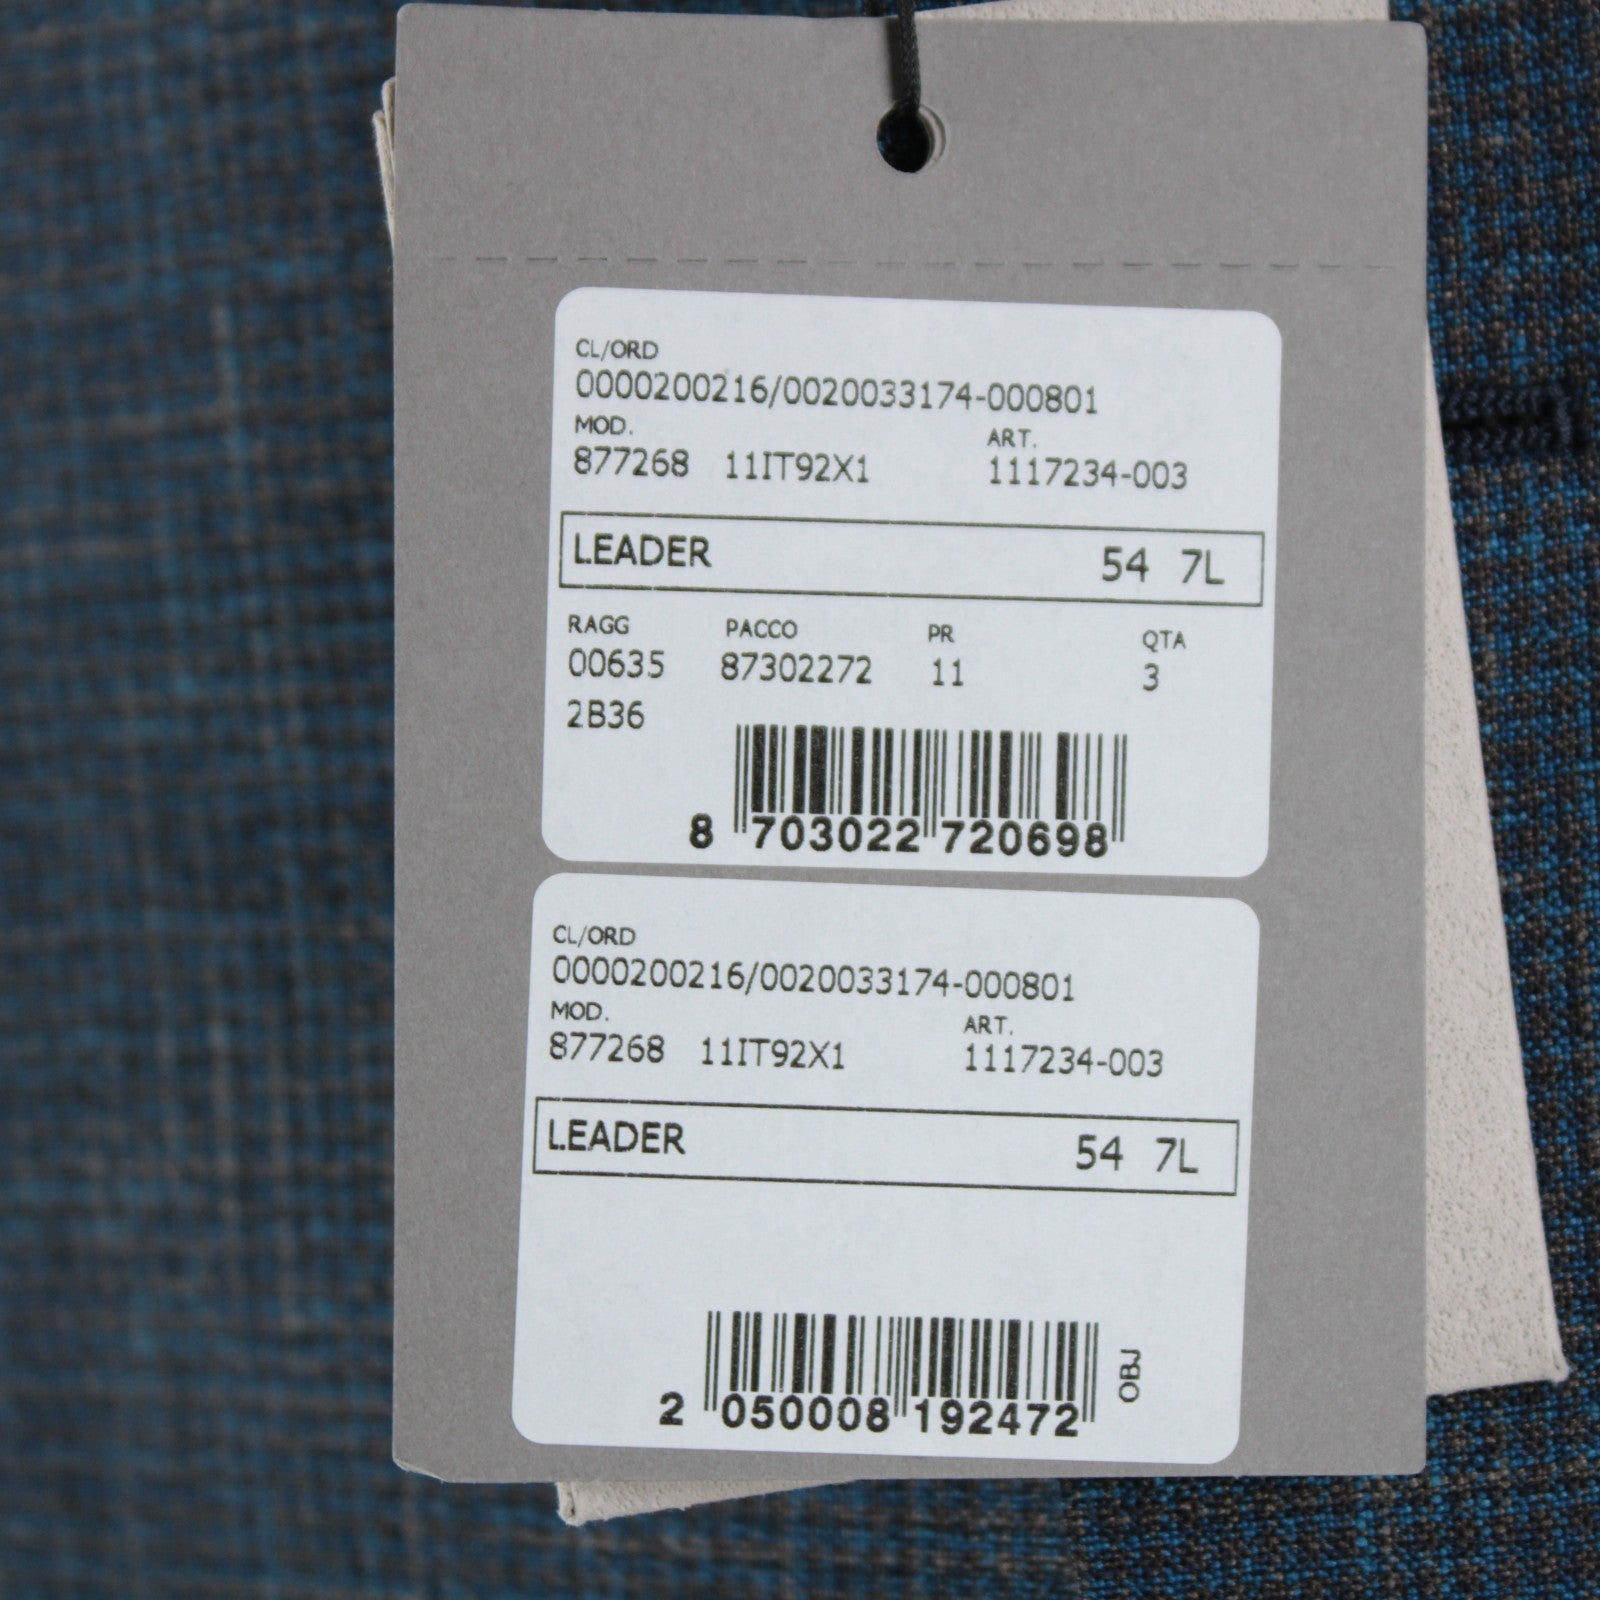 CL/ORD
0000200216/0020033174-000801
MOD. ART.
877268 11IT92X1 1117234-003
LEADER 54 7L
RAGG PACCO PR QTA
00635 87302272 11 3
2B36
8 703022 720698
CL/ORD
0000200216/0020033174-000801
MOD. ART.
877268 11IT92X1 1117234-003
LEADER 54 7L
OBJ
2 050008 192472